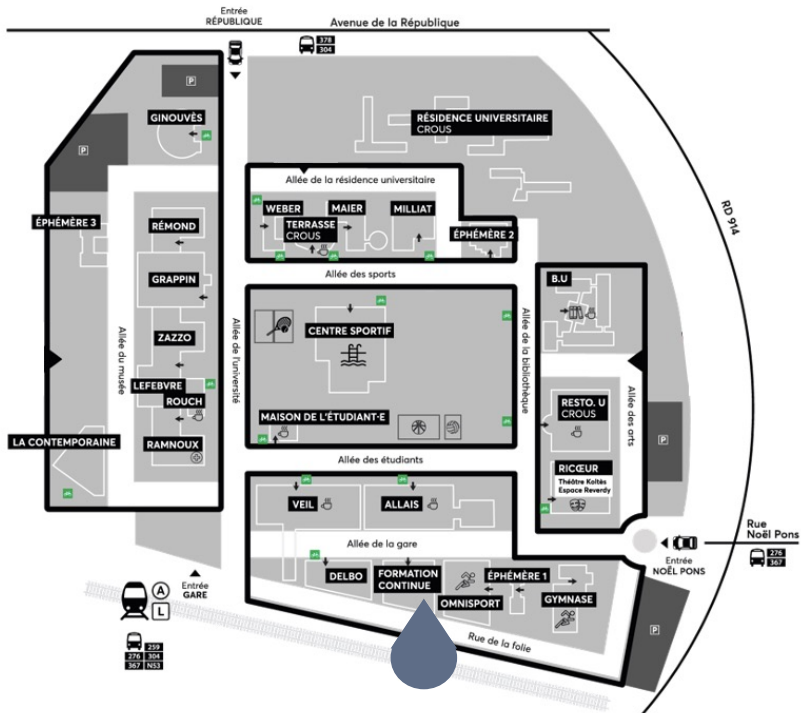 Entrée
RÉPUBLIQUE
Avenue de la République
378
304
P
GINOUVÈS
P
RÉSIDENCE UNIVERSITAIRE
CROUS
Allée de la résidence universitaire
WEBER
MAIER
MILLIAT
TERRASSE
CROUS
ÉPHÉMÈRE 2
ÉPHÉMÈRE 3
RÉMOND
RD 914
Allée des sports
GRAPPIN
B.U
Allée du musée
Allée de l'université
Allée de la bibliothèque
ZAZZO
CENTRE SPORTIF
LEFEBVRE
ROUCH
Allée des arts
RESTO. U
CROUS
MAISON DE L'ÉTUDIANT·E
LA CONTEMPORAINE
RAMNOUX
P
Allée des étudiants
RICŒUR
Théâtre Koltès
Espace Reverdy
VEIL
ALLAIS
Allée de la gare
Rue
Noël Pons
276
367
Entrée
NOËL PONS
Entrée
GARE
DELBO
FORMATION
CONTINUE
ÉPHÉMÈRE 1
OMNISPORT
GYMNASE
A
L
P
Rue de la folie
259
276 304
367 N53